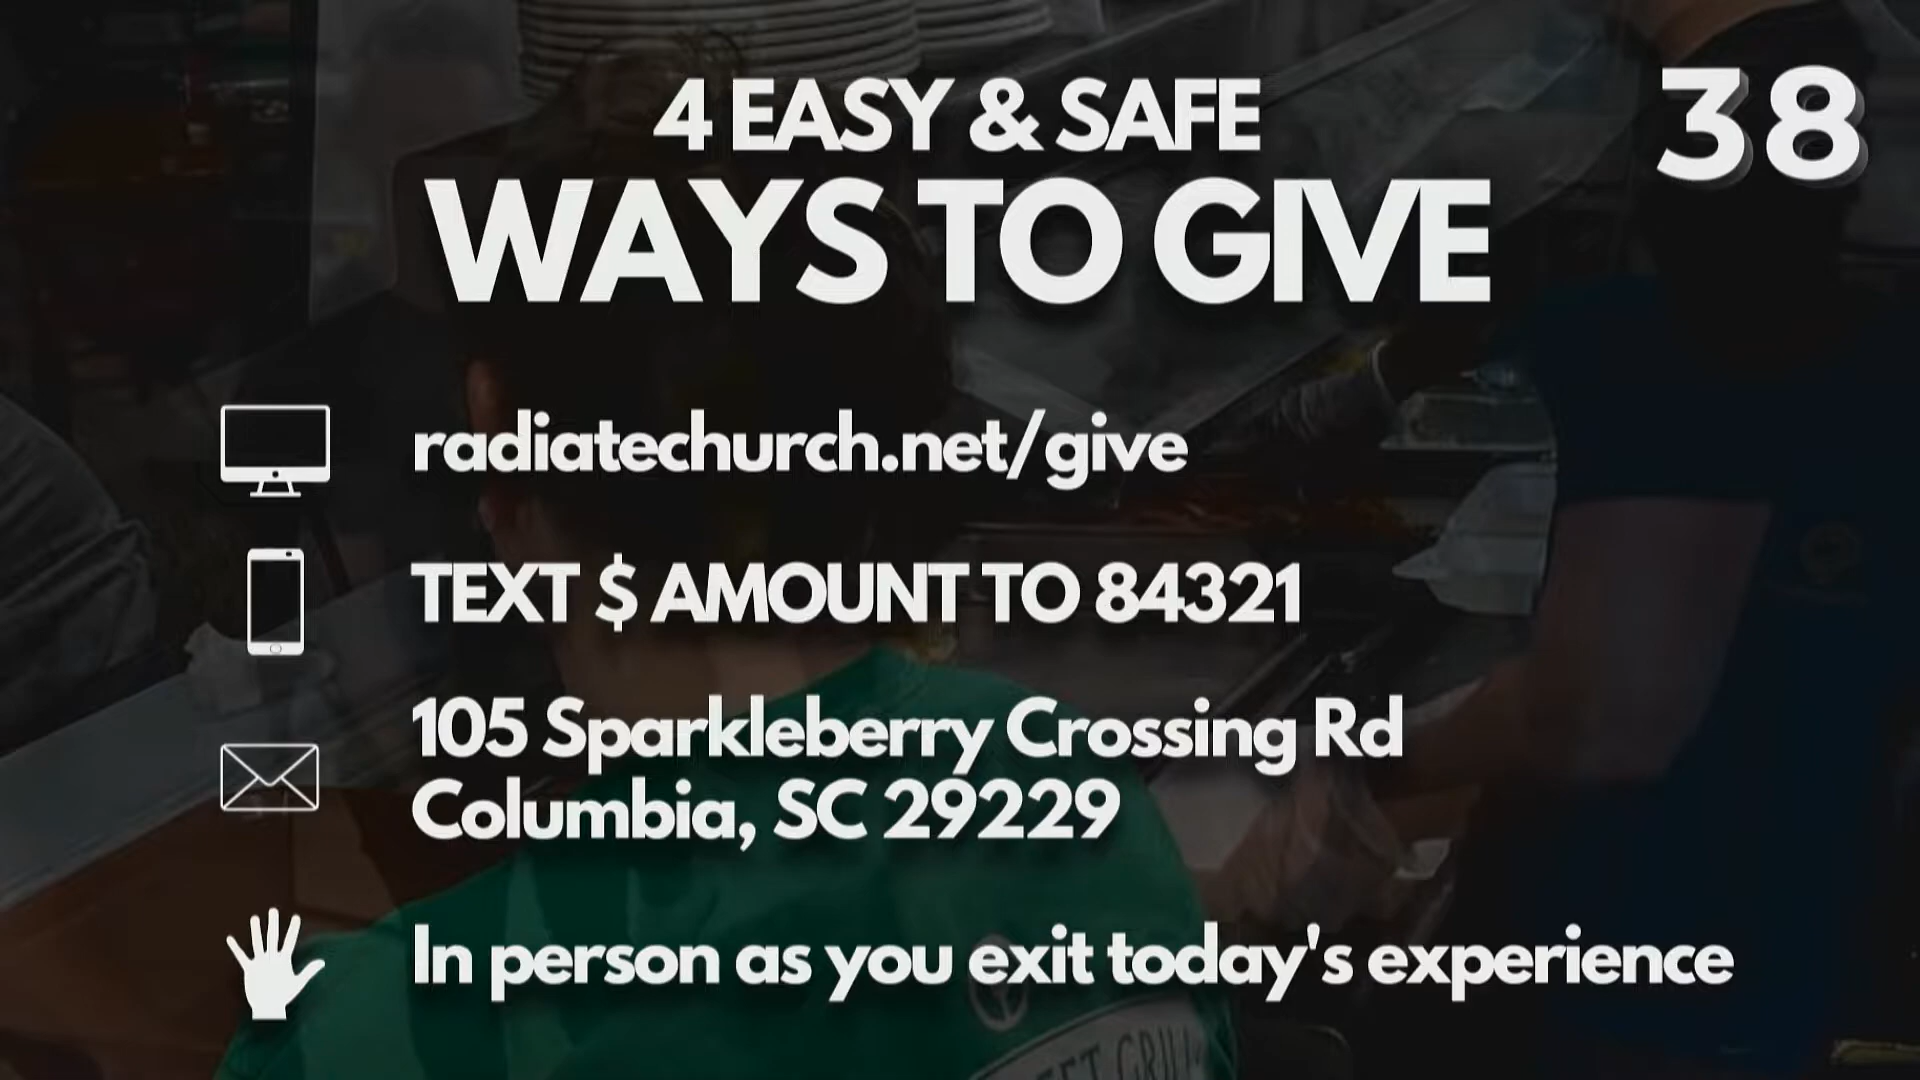 4 EASY & SAFE
38
WAYS TO GIVE
radiatechurch.net/give
TEXT $ AMOUNT TO 84321
105 Sparkleberry Crossing Rd
Columbia, SC 29229
In person as you exit today's experience